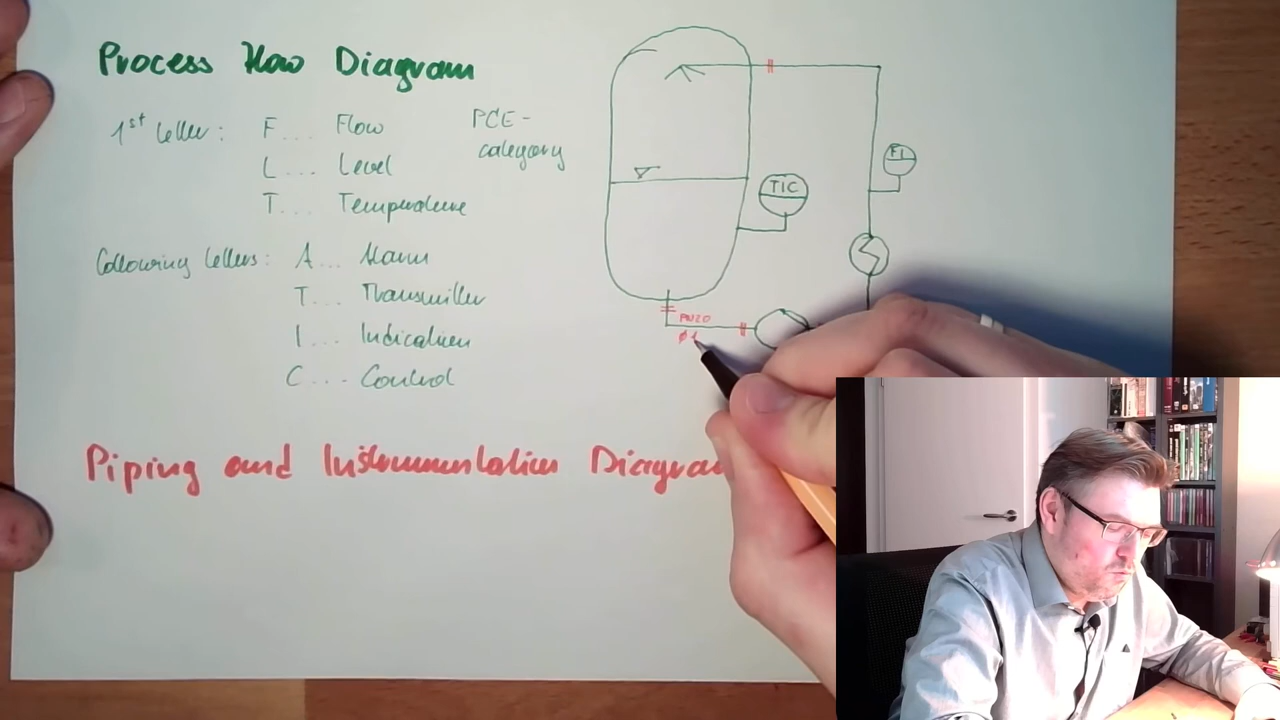 Process Flow Diagram
1st letter: F... Flow
PCE-
category
L... Level
T... Temperature
following letters: A... Alarm
T... Transmitter
I... Indication
C... Control
Piping and Instrumentation Diagram
FI
TIC
PN20